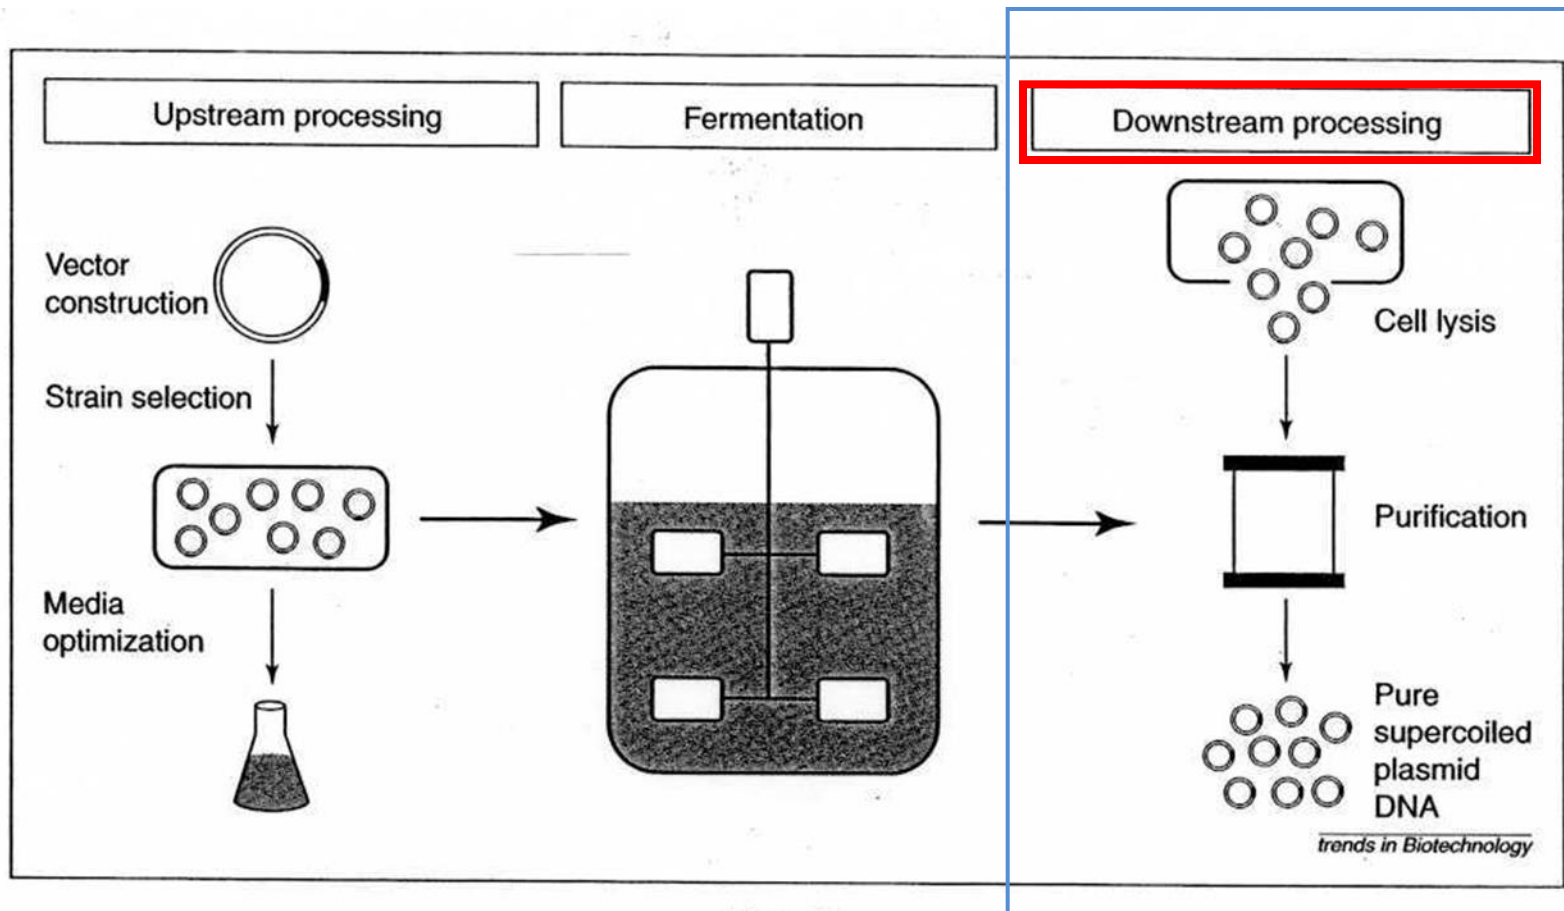 Upstream processing
Fermentation
Downstream processing
Vector
construction
Strain selection
Media
optimization
Cell lysis
Purification
Pure
supercoiled
plasmid
DNA
trends in Biotechnology